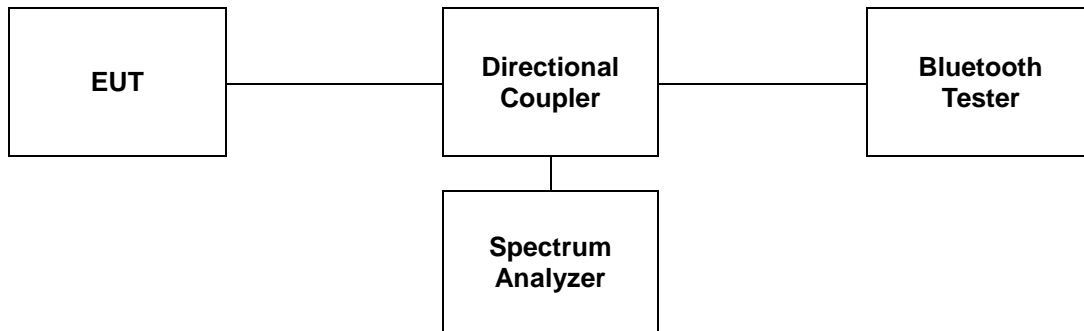 EUT
Directional
Coupler
Bluetooth
Tester
Spectrum
Analyzer